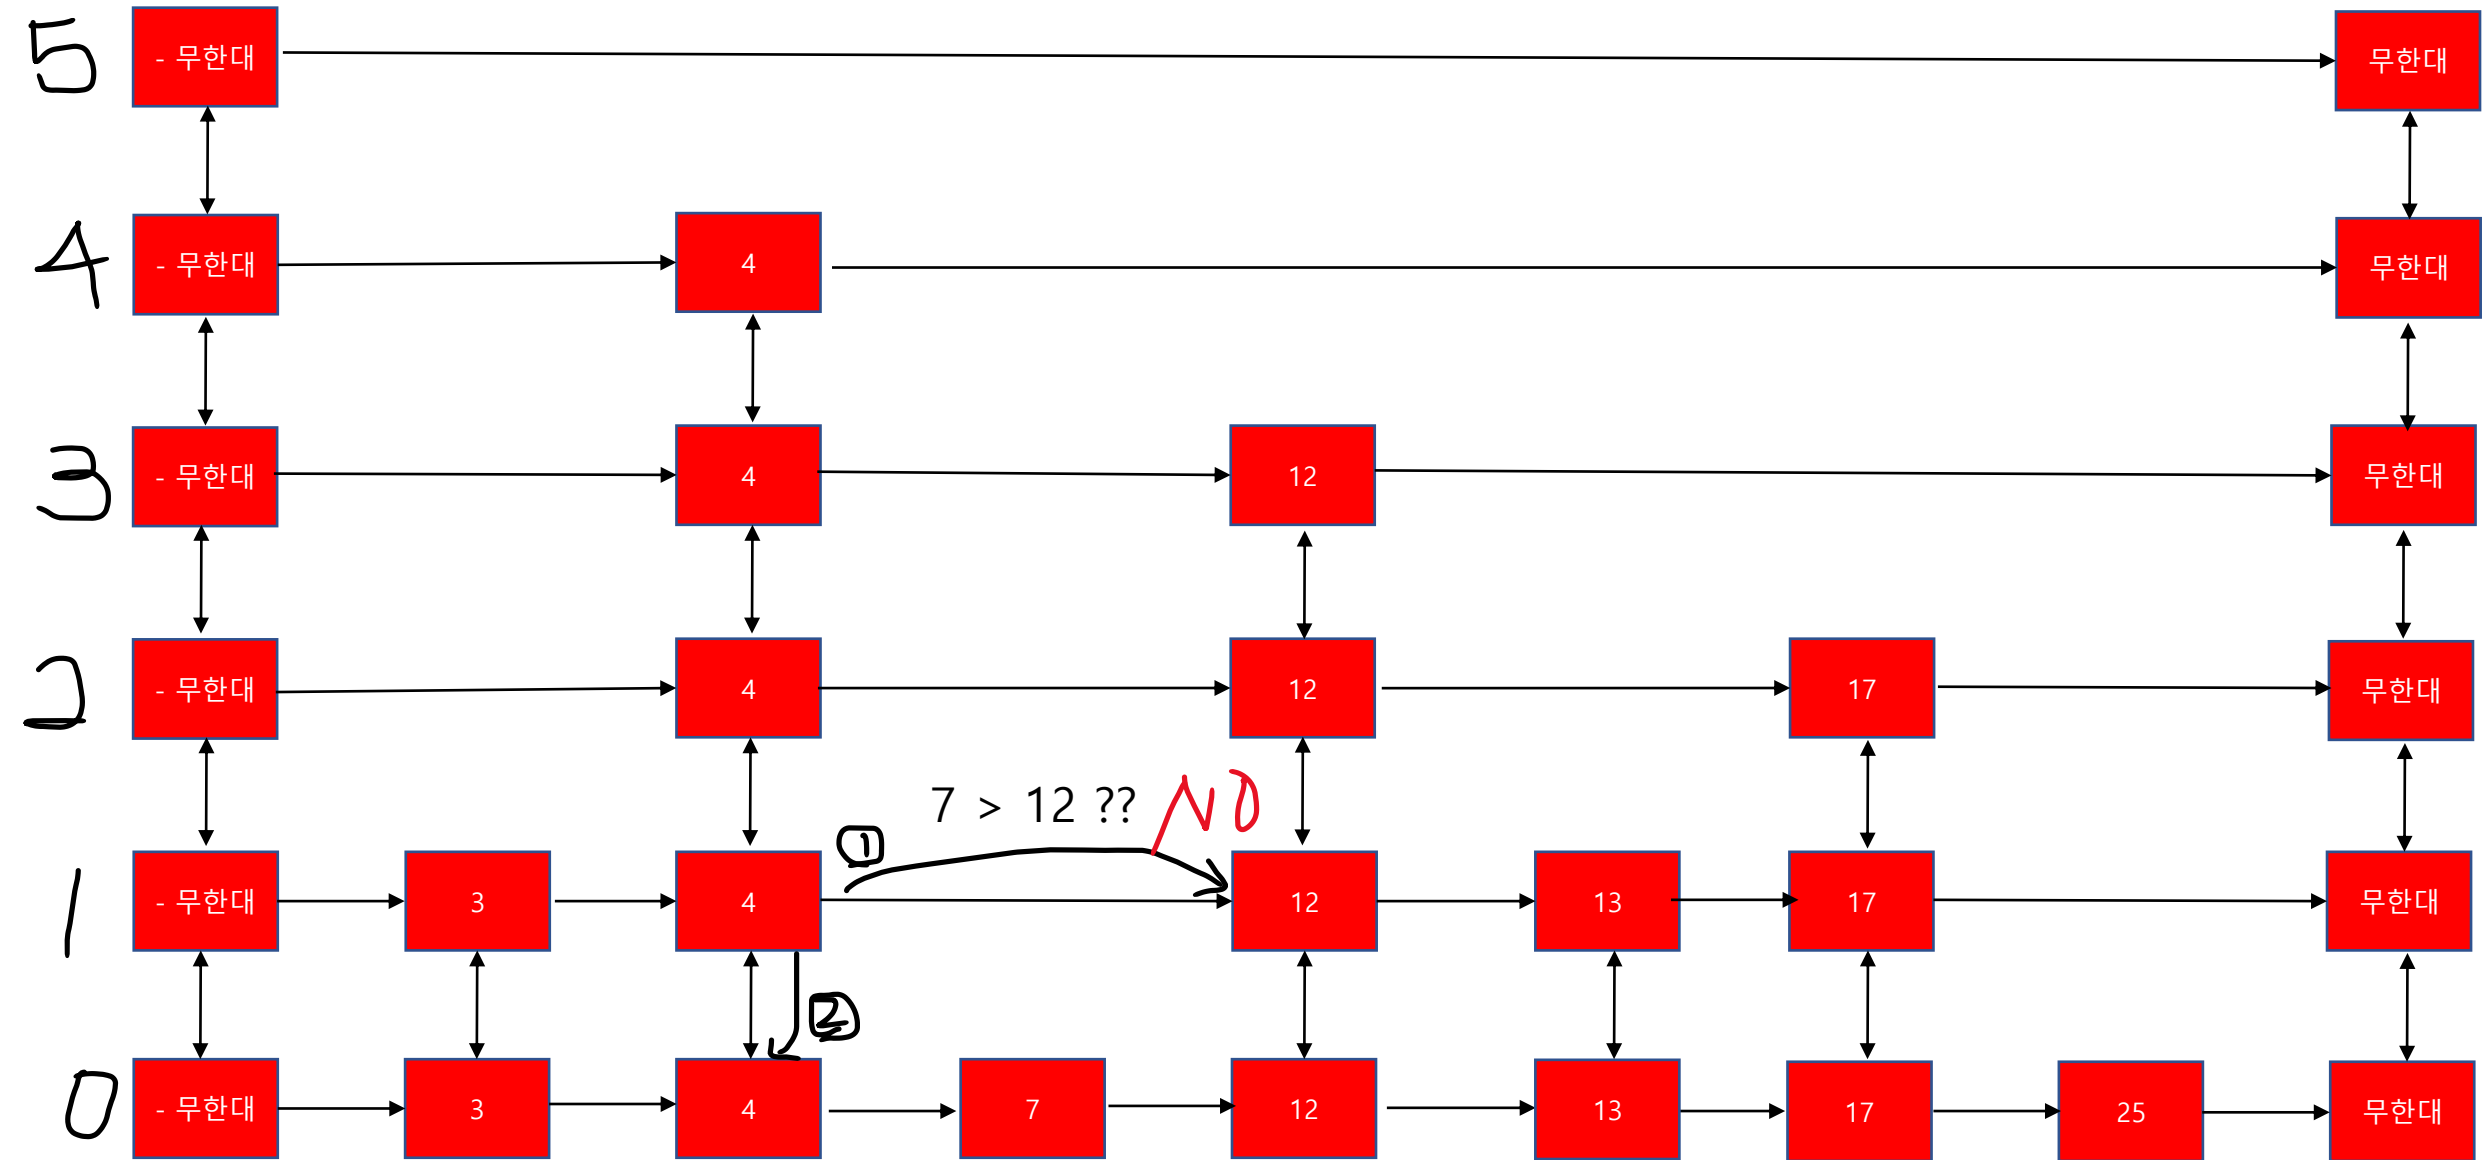 5 - 무한대 무한대
4 - 무한대 4 무한대
3 - 무한대 4 12 무한대
2 - 무한대 4 12 17 무한대
7 > 12 ?? NO
①
1 - 무한대 3 4 12 13 17 무한대
②
0 - 무한대 3 4 7 12 13 17 25 무한대